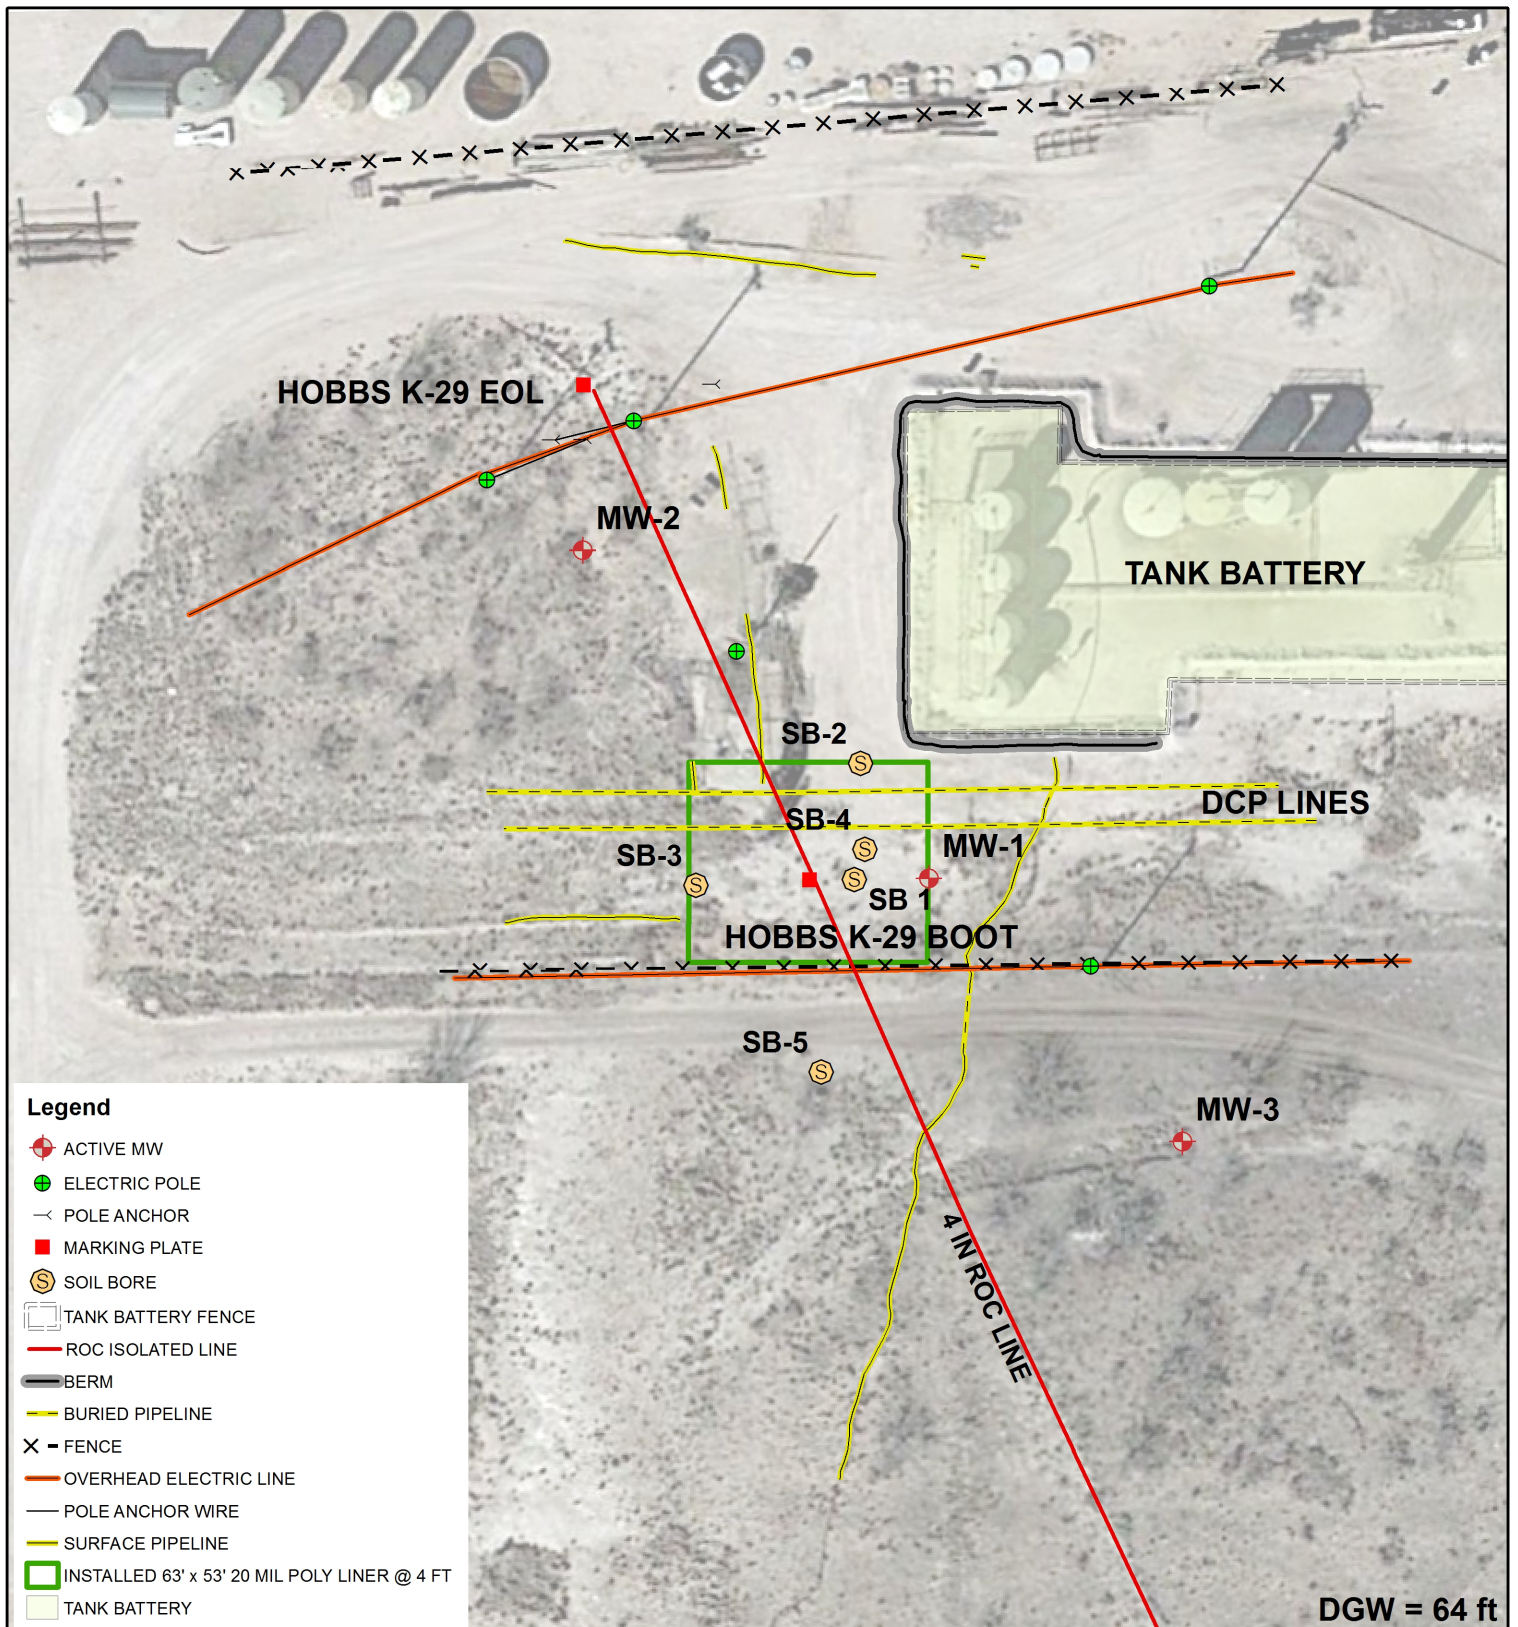 HOBBS K-29 EOL
MW-2
TANK BATTERY
SB-2
DCP LINES
SB-4
SB-3
MW-1
SB 1
HOBBS K-29 BOOT
SB-5
MW-3
4 IN ROC LINE
Legend
ACTIVE MW
ELECTRIC POLE
POLE ANCHOR
MARKING PLATE
S SOIL BORE
TANK BATTERY FENCE
ROC ISOLATED LINE
BERM
BURIED PIPELINE
FENCE
OVERHEAD ELECTRIC LINE
POLE ANCHOR WIRE
SURFACE PIPELINE
INSTALLED 63' x 53' 20 MIL POLY LINER @ 4 FT
TANK BATTERY
DGW = 64 ft